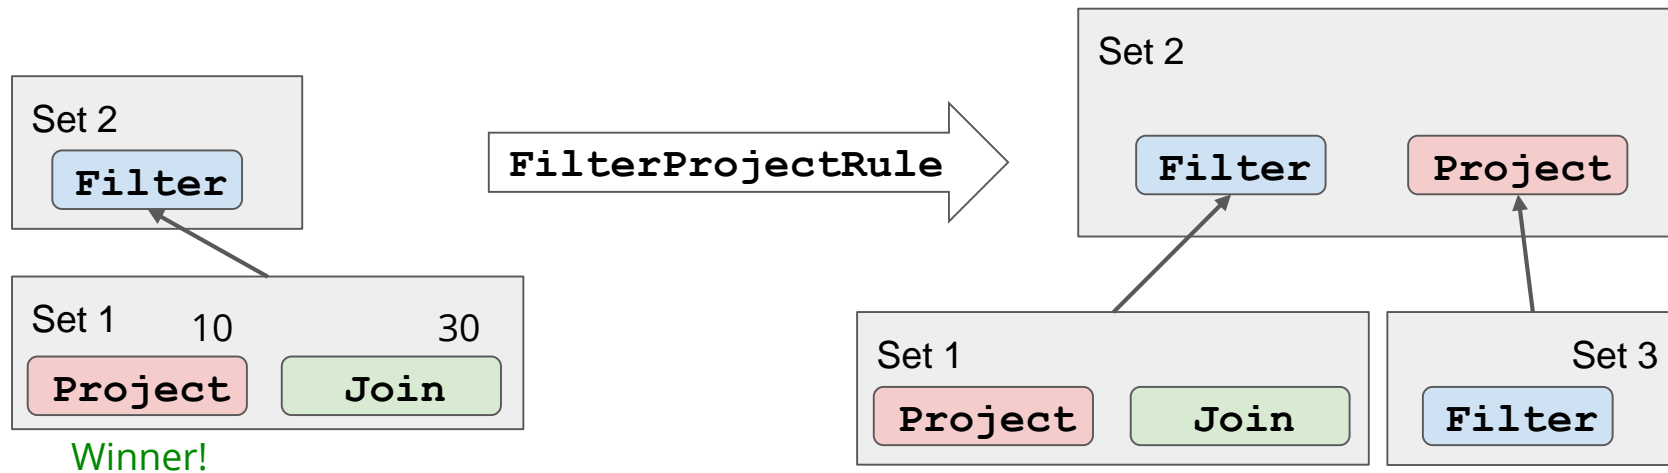 Set 2
Filter
Set 1
10
30
Project
Join
Winner!
FilterProjectRule
Set 2
Filter
Project
Set 1
Project
Join
Set 3
Filter